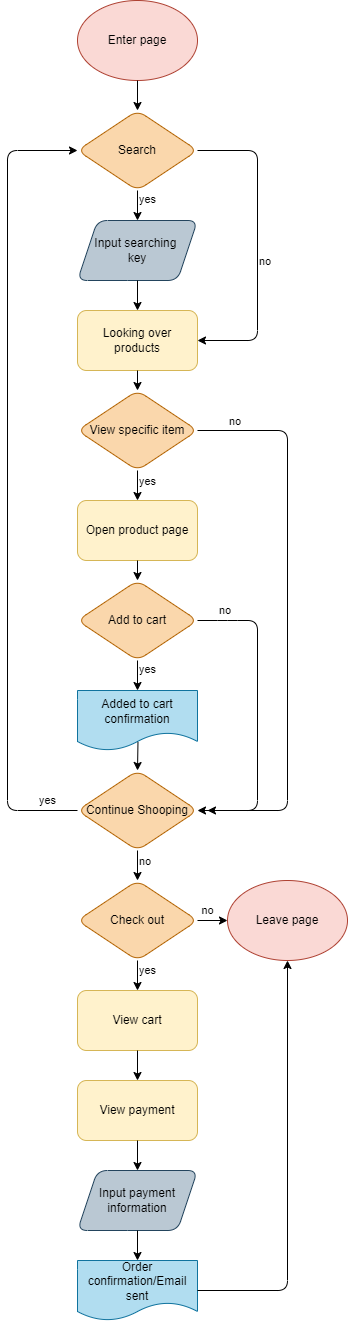 Enter page
Search
yes
Input searching
key
no
Looking over
products
View specific item
no
yes
Open product page
Add to cart
no
yes
Added to cart
confirmation
Continue Shooping
yes
no
Check out
no
Leave page
yes
View cart
View payment
Input payment
information
Order
confirmation/Email
sent